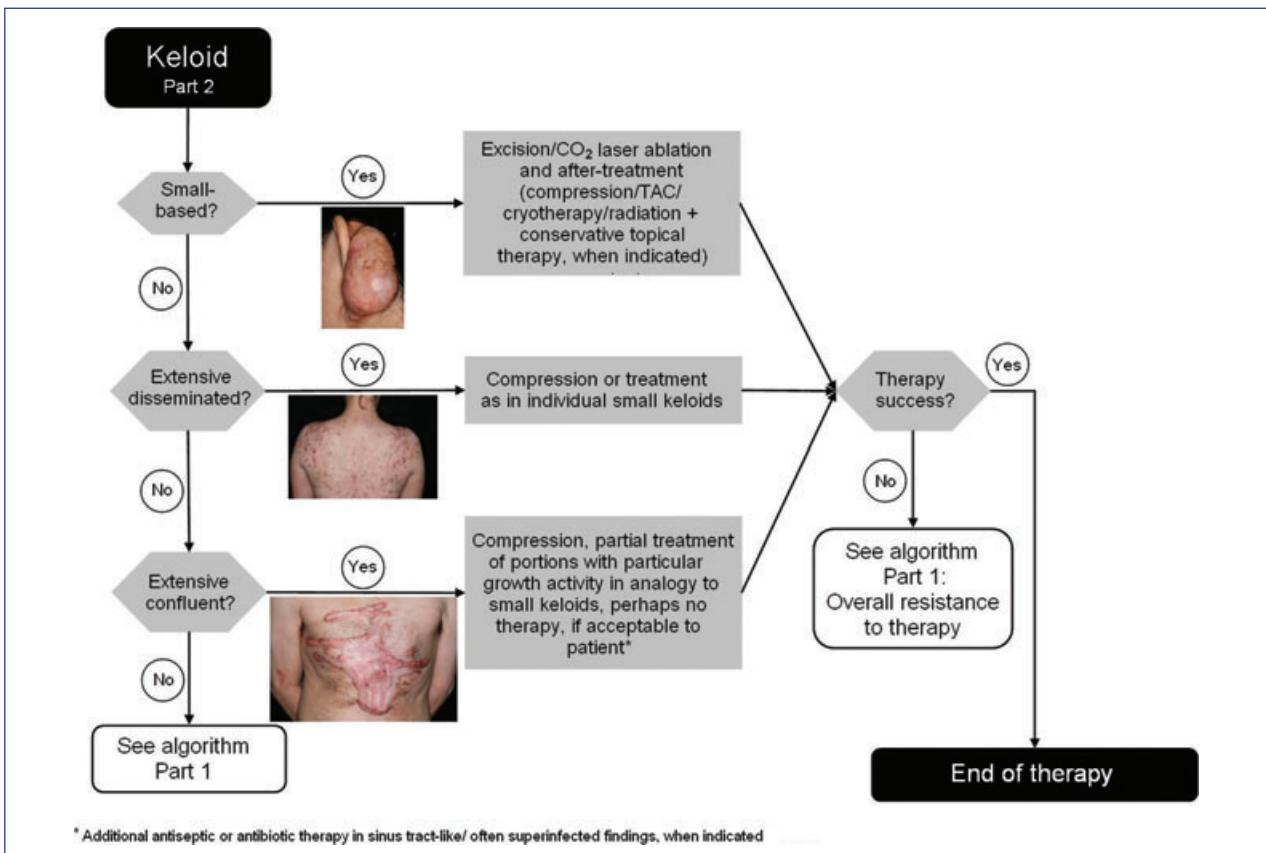 Keloid
Part 2
Small-
based?
Yes
Excision/CO₂ laser ablation
and after-treatment
(compression/TAC/
cryotherapy/radiation +
conservative topical
therapy, when indicated)
No
Extensive
disseminated?
Yes
Compression or treatment
as in individual small keloids
Therapy
success?
Yes
No
No
Extensive
confluent?
Yes
Compression, partial treatment
of portions with particular
growth activity in analogy to
small keloids, perhaps no
therapy, if acceptable to
patient*
See algorithm
Part 1:
Overall resistance
to therapy
No
See algorithm
Part 1
End of therapy
* Additional antiseptic or antibiotic therapy in sinus tract-like/ often superinfected findings, when indicated